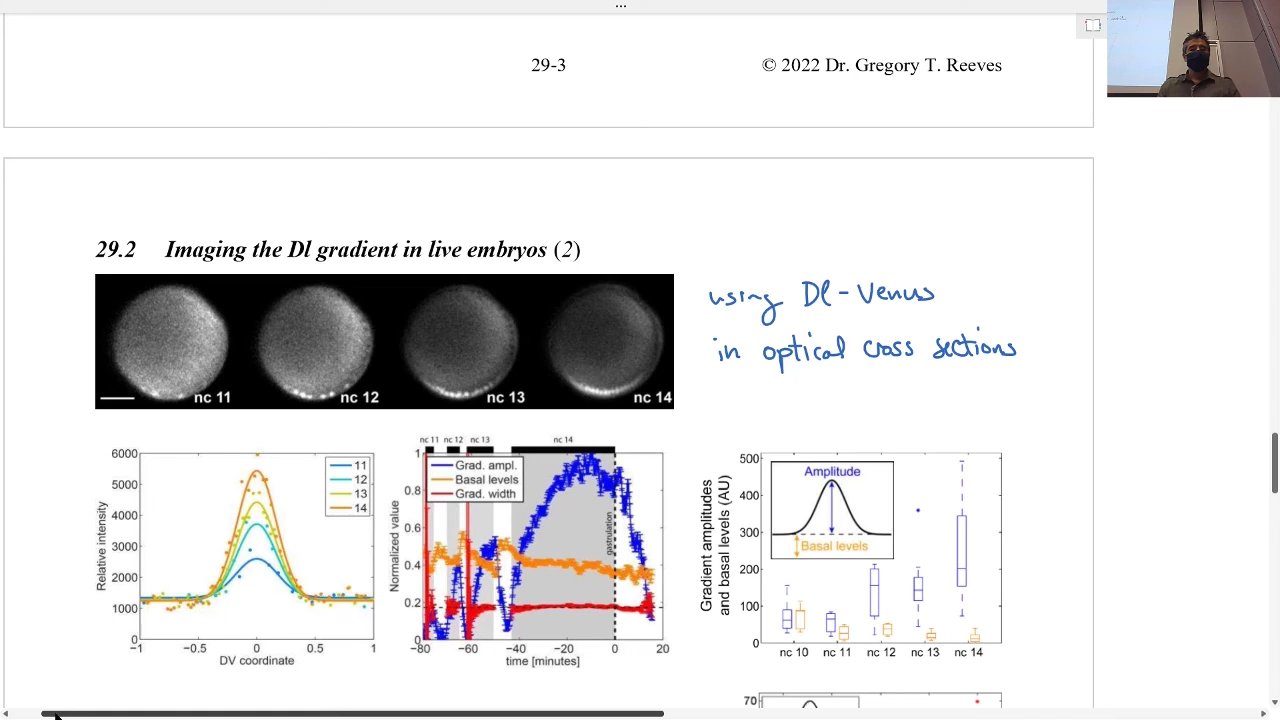 ...
29-3 © 2022 Dr. Gregory T. Reeves
29.2 Imaging the Dl gradient in live embryos (2)
nc 11
nc 12
nc 13
nc 14
using Dl-Venus
in optical cross sections
6000
5000
4000
3000
2000
1000
0
Relative intensity
11
12
13
14
−1 −0.5 0 0.5 1
DV coordinate
nc 11 nc 12 nc 13 nc 14
1
0.8
0.6
0.4
0.2
0
Normalized value
Grad. ampl.
Basal levels
Grad. width
gastrulation
−80 −60 −40 −20 0 20
time [minutes]
500
400
300
200
100
0
Gradient amplitudes
and basal levels (AU)
Amplitude
Basal levels
nc 10 nc 11 nc 12 nc 13 nc 14
70